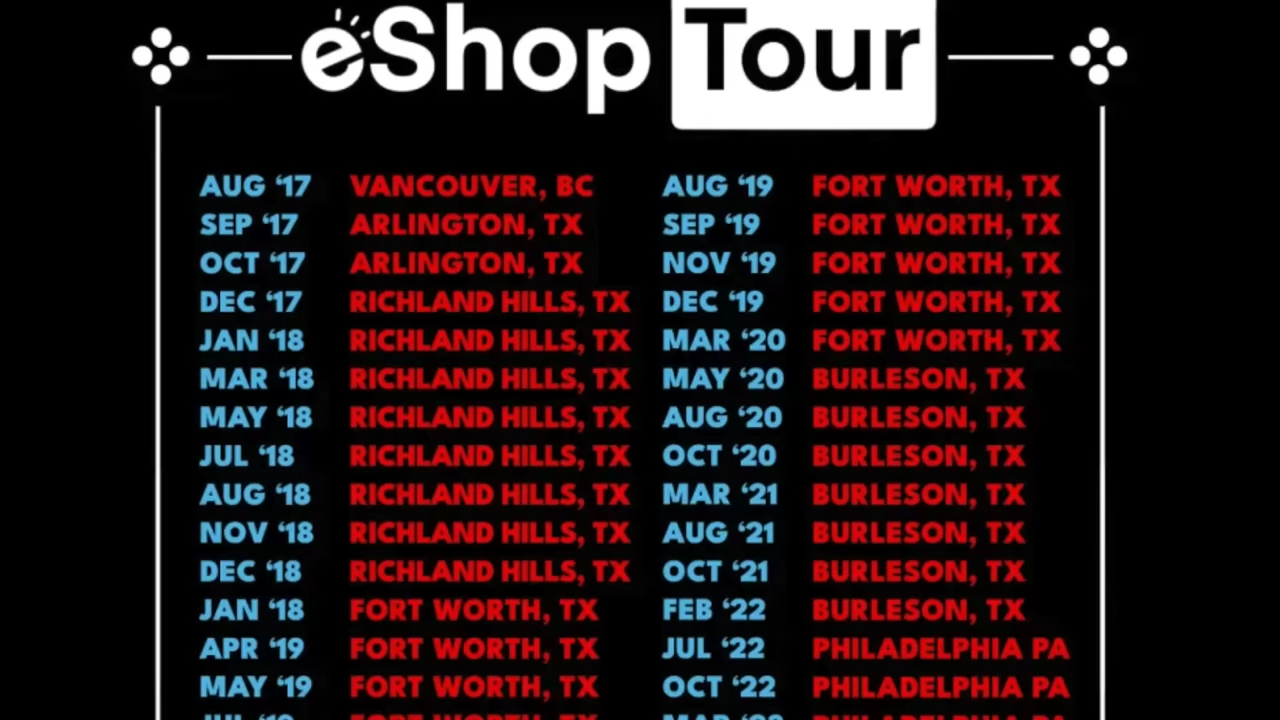 eShop Tour
AUG ‘17 VANCOUVER, BC
SEP ‘17 ARLINGTON, TX
OCT ‘17 ARLINGTON, TX
DEC ‘17 RICHLAND HILLS, TX
JAN ‘18 RICHLAND HILLS, TX
MAR ‘18 RICHLAND HILLS, TX
MAY ‘18 RICHLAND HILLS, TX
JUL ‘18 RICHLAND HILLS, TX
AUG ‘18 RICHLAND HILLS, TX
NOV ‘18 RICHLAND HILLS, TX
DEC ‘18 RICHLAND HILLS, TX
JAN ‘18 FORT WORTH, TX
APR ‘19 FORT WORTH, TX
MAY ‘19 FORT WORTH, TX
JUL ‘19 FORT WORTH, TX
AUG ‘19 FORT WORTH, TX
SEP ‘19 FORT WORTH, TX
NOV ‘19 FORT WORTH, TX
DEC ‘19 FORT WORTH, TX
MAR ‘20 FORT WORTH, TX
MAY ‘20 BURLESON, TX
AUG ‘20 BURLESON, TX
OCT ‘20 BURLESON, TX
MAR ‘21 BURLESON, TX
AUG ‘21 BURLESON, TX
OCT ‘21 BURLESON, TX
FEB ‘22 BURLESON, TX
JUL ‘22 PHILADELPHIA PA
OCT ‘22 PHILADELPHIA PA